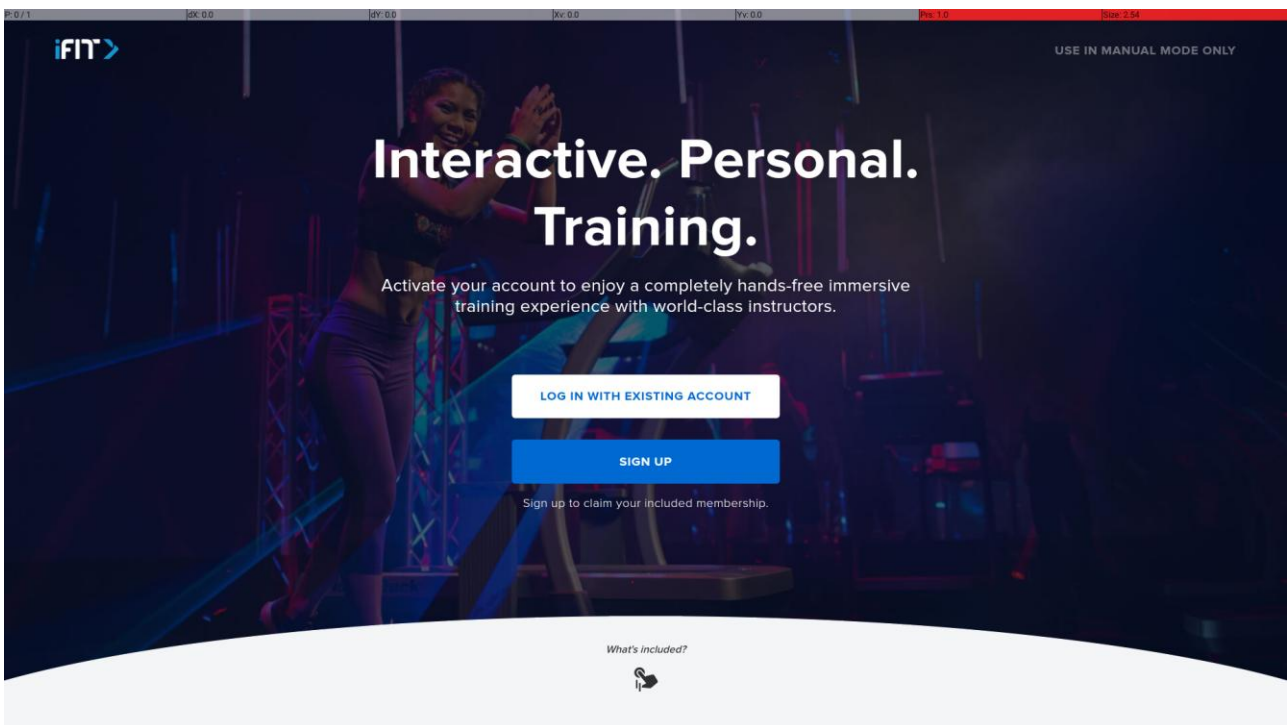 P: 0 / 1 dX: 0.0 dY: 0.0 Xv: 0.0 Yv: 0.0 Prs: 1.0 Size: 2.54
iFIT
USE IN MANUAL MODE ONLY
Interactive. Personal.
Training.
Activate your account to enjoy a completely hands-free immersive
training experience with world-class instructors.
LOG IN WITH EXISTING ACCOUNT
SIGN UP
Sign up to claim your included membership.
What's included?